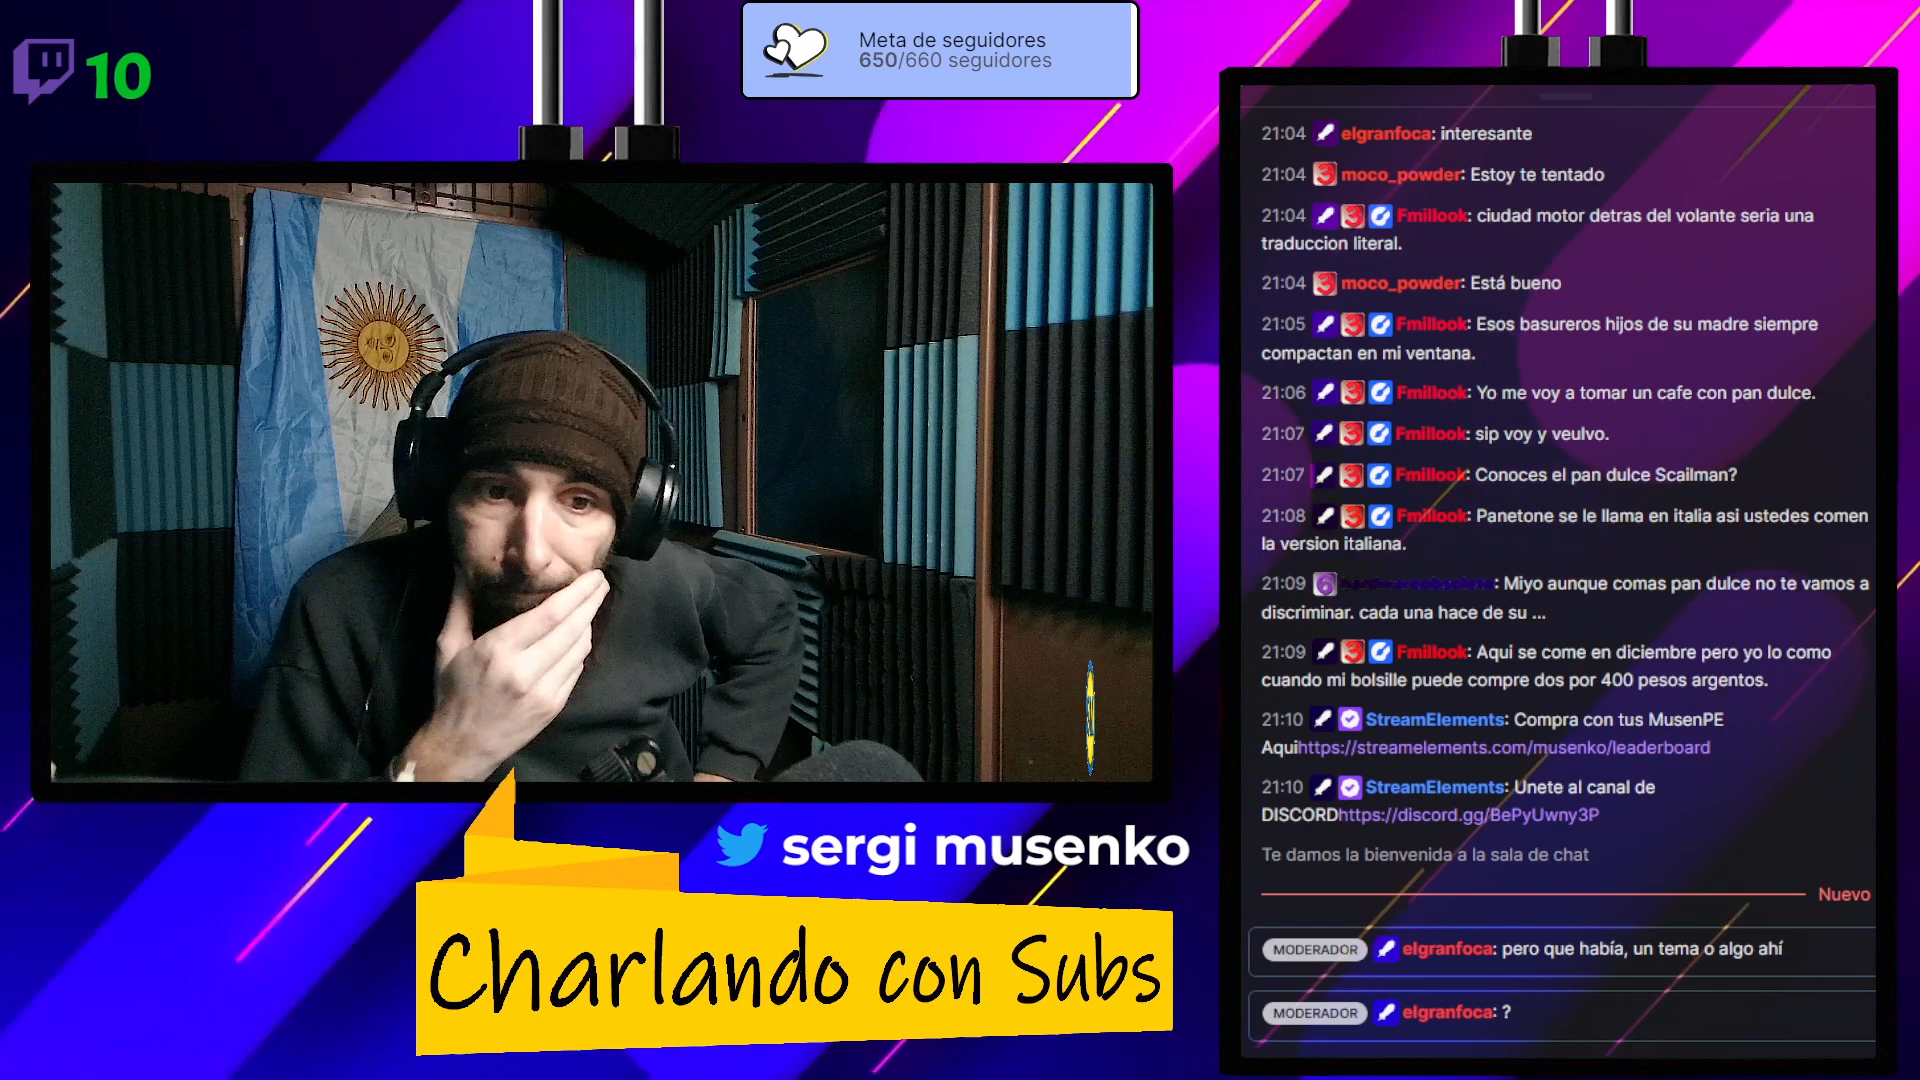 10
Meta de seguidores
650/660 seguidores
21:04 elgranfoca: interesante
21:04 moco_powder: Estoy te tentado
21:04 Fmillook: ciudad motor detras del volante seria una
traduccion literal.
21:04 moco_powder: Está bueno
21:05 Fmillook: Esos basureros hijos de su madre siempre
compactan en mi ventana.
21:06 Fmillook: Yo me voy a tomar un cafe con pan dulce.
21:07 Fmillook: sip voy y veulvo.
21:07 Fmillook: Conoces el pan dulce Scailman?
21:08 Fmillook: Panetone se le llama en italia asi ustedes comen
la version italiana.
21:09 : Miyo aunque comas pan dulce no te vamos a
discriminar. cada una hace de su ...
21:09 Fmillook: Aqui se come en diciembre pero yo lo como
cuando mi bolsille puede compre dos por 400 pesos argentos.
21:10 StreamElements: Compra con tus MusenPE
Aquihttps://streamelements.com/musenko/leaderboard
21:10 StreamElements: Unete al canal de
DISCORDhttps://discord.gg/BePyUwny3P
Te damos la bienvenida a la sala de chat
Nuevo
MODERADOR elgranfoca: pero que había, un tema o algo ahí
MODERADOR elgranfoca: ?
sergi musenko
Charlando con Subs